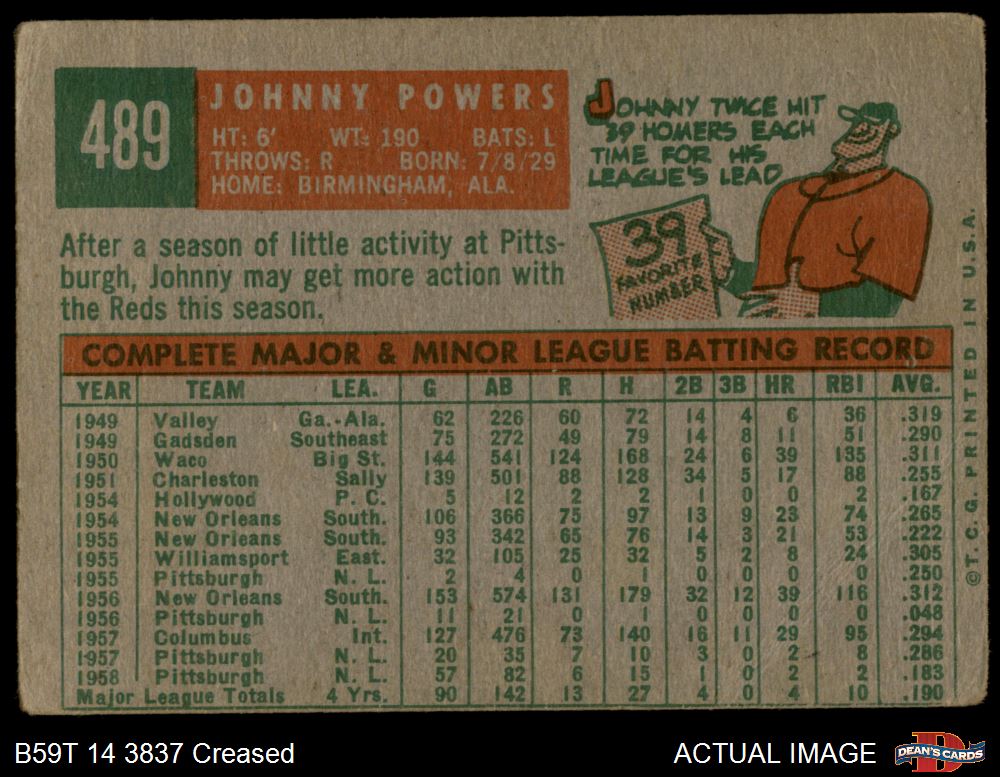 489
JOHNNY POWERS
HT: 6' WT: 190 BATS: L
THROWS: R BORN: 7/8/29
HOME: BIRMINGHAM, ALA.
JOHNNY TWICE HIT
39 HOMERS EACH
TIME FOR HIS
LEAGUE'S LEAD
39
FAVORITE
NUMBER
After a season of little activity at Pitts-
burgh, Johnny may get more action with
the Reds this season.
COMPLETE MAJOR & MINOR LEAGUE BATTING RECORD
YEAR TEAM LEA. G AB R H 2B 3B HR RBI AVG.
1949 Valley Ga.-Ala. 62 226 60 72 14 4 6 36 .319
1949 Gadsden Southeast 75 272 49 79 14 8 11 51 .290
1950 Waco Big St. 144 541 124 168 24 6 39 135 .311
1951 Charleston Sally 139 501 88 128 34 5 17 88 .255
1954 Hollywood P. C. 5 12 2 2 1 0 0 2 .167
1954 New Orleans South. 106 366 75 97 13 9 23 74 .265
1955 New Orleans South. 93 342 65 76 14 3 21 53 .222
1955 Williamsport East. 32 105 25 32 5 2 8 24 .305
1955 Pittsburgh N. L. 2 4 0 1 0 0 0 0 .250
1956 New Orleans South. 153 574 131 179 32 12 39 116 .312
1956 Pittsburgh N. L. 11 21 0 1 0 0 0 0 .048
1957 Columbus Int. 127 476 73 140 16 11 29 95 .294
1957 Pittsburgh N. L. 20 35 7 10 3 0 2 8 .286
1958 Pittsburgh N. L. 57 82 6 15 1 0 2 2 .183
Major League Totals 4 Yrs. 90 142 13 27 4 0 4 10 .190
©T. C. G. PRINTED IN U.S.A.
B59T 14 3837 Creased
ACTUAL IMAGE
DEAN'S CARDS